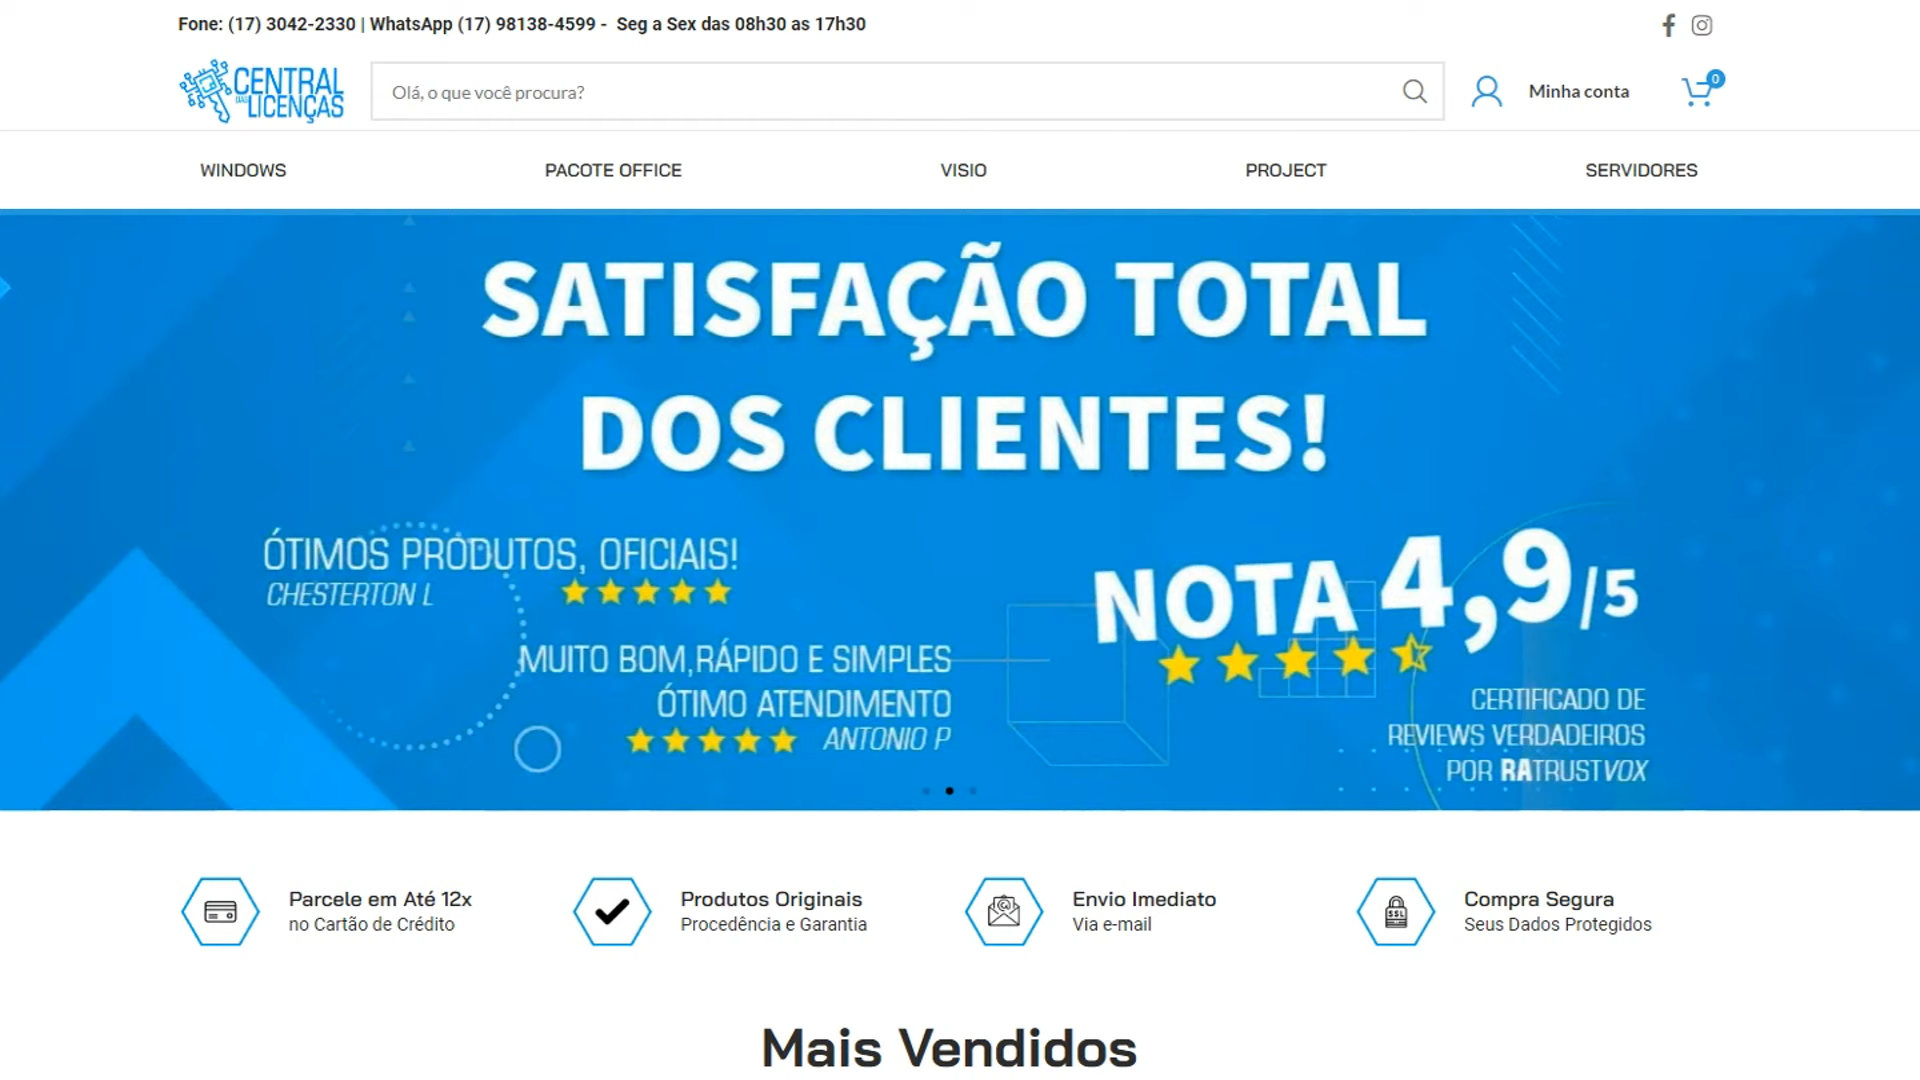 Fone: (17) 3042-2330 | WhatsApp (17) 98138-4599 - Seg a Sex das 08h30 as 17h30
CENTRAL
DAS
LICENÇAS
Olá, o que você procura?
Minha conta
0
WINDOWS
PACOTE OFFICE
VISIO
PROJECT
SERVIDORES
SATISFAÇÃO TOTAL
DOS CLIENTES!
ÓTIMOS PRODUTOS, OFICIAIS!
CHESTERTON L
MUITO BOM,RÁPIDO E SIMPLES
ÓTIMO ATENDIMENTO
ANTONIO P
NOTA 4,9/5
CERTIFICADO DE
REVIEWS VERDADEIROS
POR RATRUSTVOX
Parcele em Até 12x
no Cartão de Crédito
Produtos Originais
Procedência e Garantia
Envio Imediato
Via e-mail
SSL
Compra Segura
Seus Dados Protegidos
Mais Vendidos